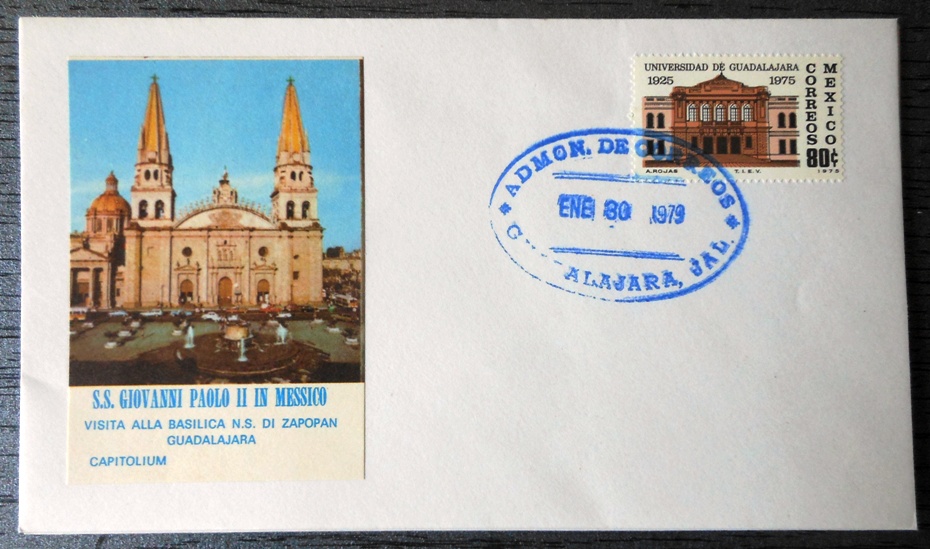 UNIVERSIDAD DE GUADALAJARA
1925 1975
CORREOS
MEXICO
80¢
A.ROJAS T.I.E.V. 1975
ADMON. DE CORREOS
ENE 30 1979
GUADALAJARA, JAL.
S.S. GIOVANNI PAOLO II IN MESSICO
VISITA ALLA BASILICA N.S. DI ZAPOPAN
GUADALAJARA
CAPITOLIUM